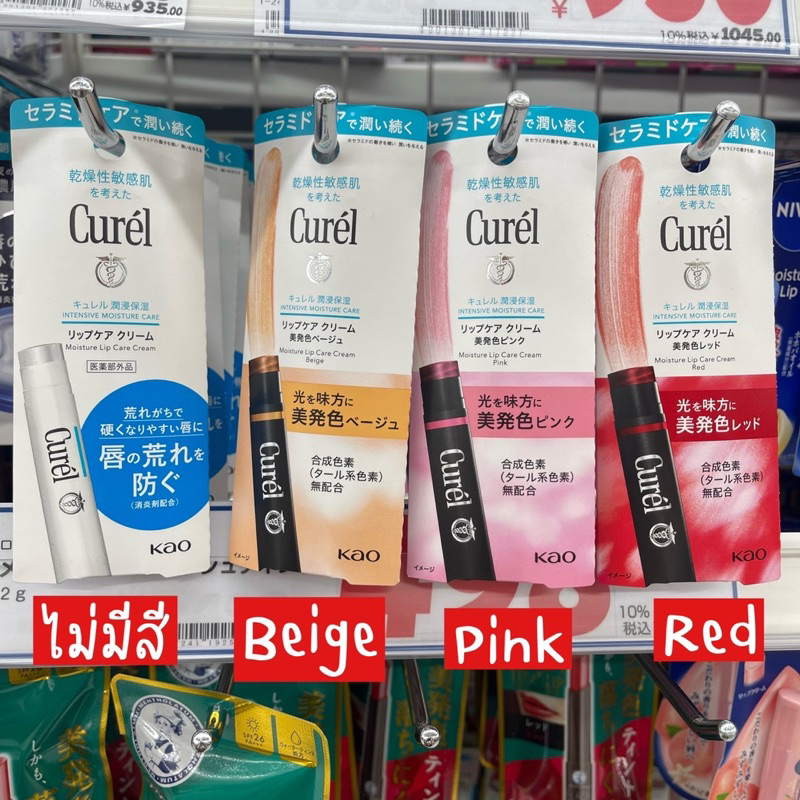 10%税込¥935.00
10%税込¥1045.00
セラミドケア で潤い続く
乾燥性敏感肌
を考えた
Curél
キュレル 潤浸保湿
INTENSIVE MOISTURE CARE
リップケア クリーム
Moisture Lip Care Cream
医薬部外品
荒れがちで
硬くなりやすい唇に
唇の荒れを
防ぐ
(消炎剤配合)
Curél
Kao
セラミドケア で潤い続く
乾燥性敏感肌
を考えた
Curél
キュレル 潤浸保湿
INTENSIVE MOISTURE CARE
リップケア クリーム
美発色ベージュ
Moisture Lip Care Cream
Beige
光を味方に
美発色ベージュ
合成色素
(タール系色素)
無配合
Curél
イメージ
Kao
セラミドケア で潤い続く
乾燥性敏感肌
を考えた
Curél
キュレル 潤浸保湿
INTENSIVE MOISTURE CARE
リップケア クリーム
美発色ピンク
Moisture Lip Care Cream
Pink
光を味方に
美発色ピンク
合成色素
(タール系色素)
無配合
Curél
イメージ
Kao
セラミドケア で潤い続く
乾燥性敏感肌
を考えた
Curél
キュレル 潤浸保湿
INTENSIVE MOISTURE CARE
リップケア クリーム
美発色レッド
Moisture Lip Care Cream
Red
光を味方に
美発色レッド
合成色素
(タール系色素)
無配合
Curél
イメージ
Kao
NIV
Lip
ไม่มีสี
Beige
Pink
Red
10%
税込
SPF26
しかも、